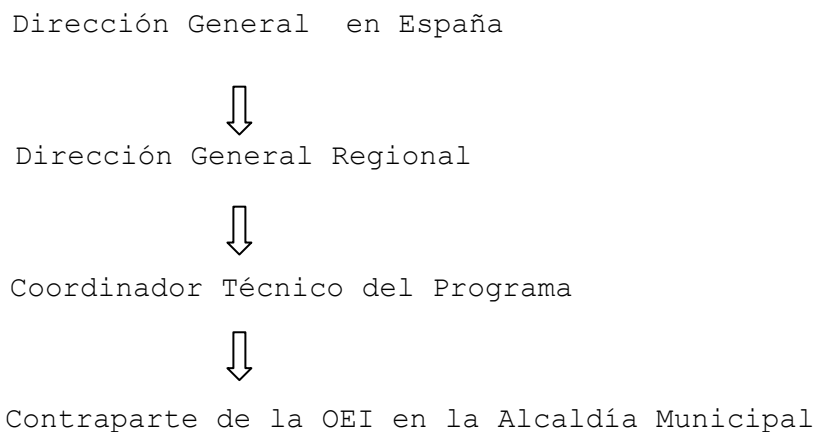 Dirección General en España
Dirección General Regional
Coordinador Técnico del Programa
Contraparte de la OEI en la Alcaldía Municipal